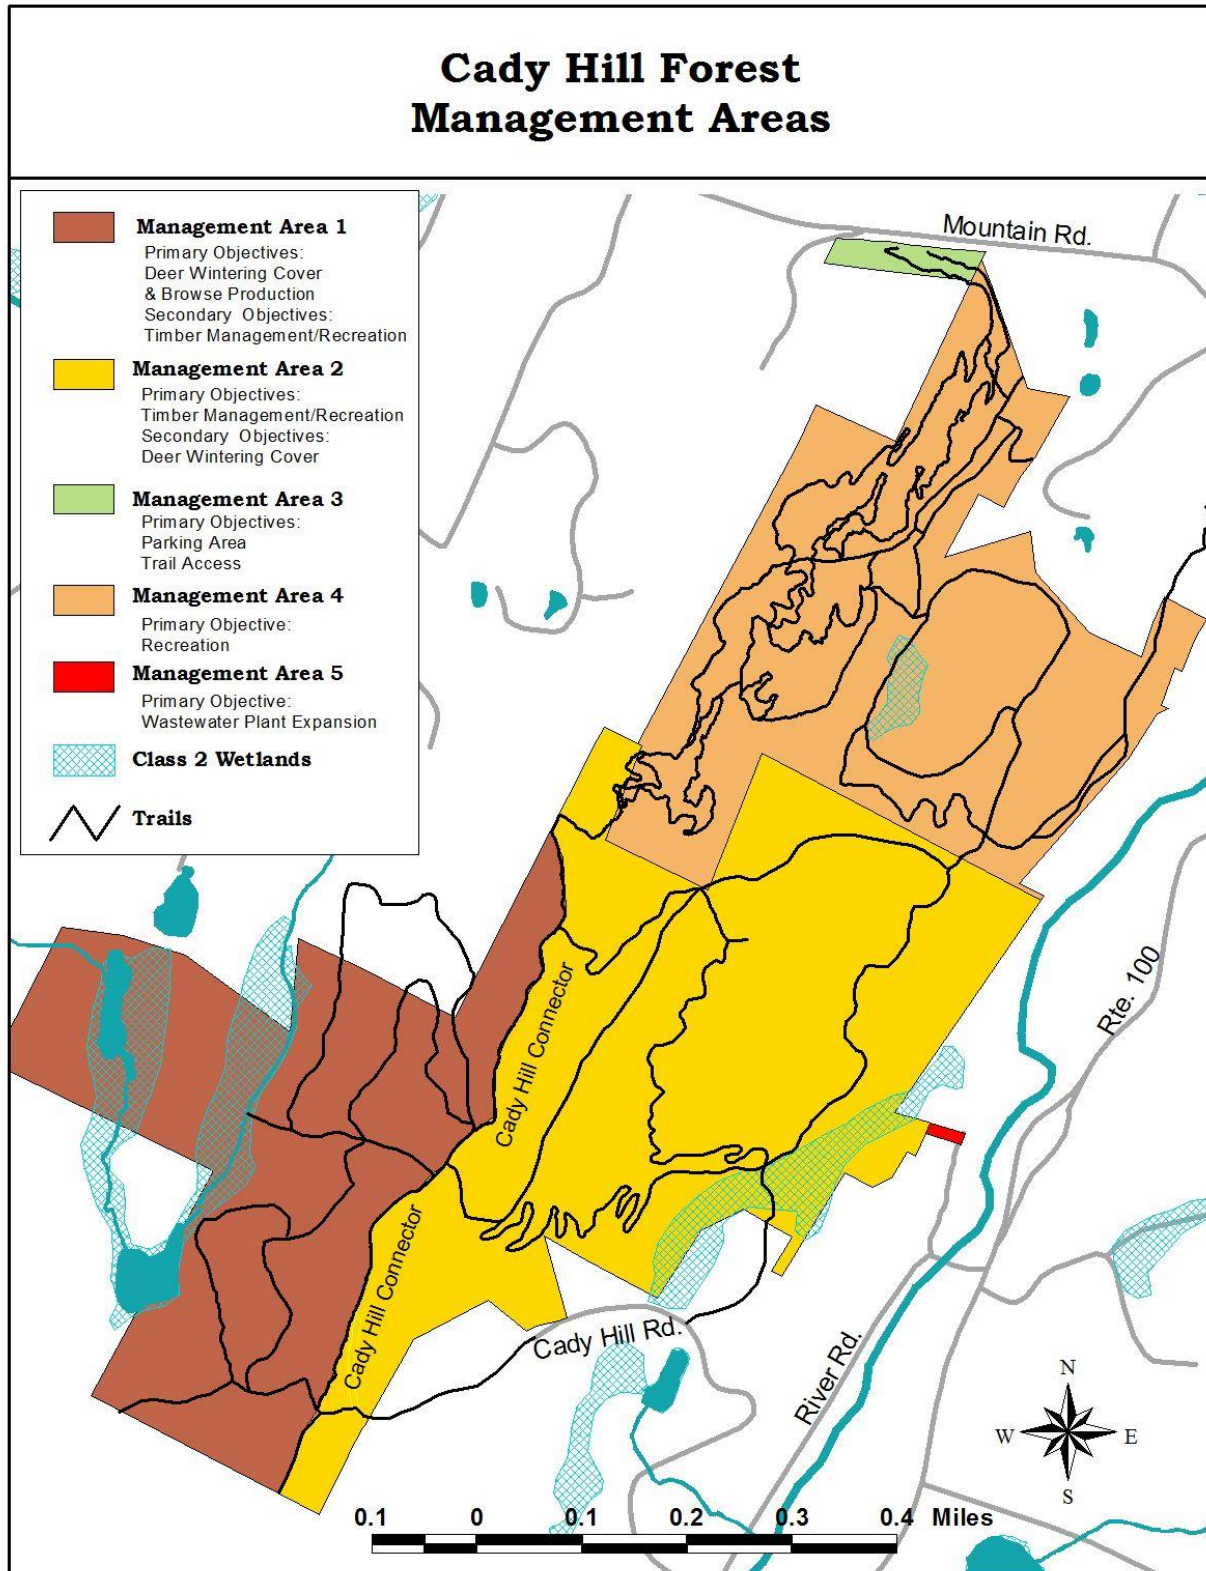 Cady Hill Forest
Management Areas
Management Area 1
Primary Objectives:
Deer Wintering Cover
& Browse Production
Secondary Objectives:
Timber Management/Recreation
Management Area 2
Primary Objectives:
Timber Management/Recreation
Secondary Objectives:
Deer Wintering Cover
Management Area 3
Primary Objectives:
Parking Area
Trail Access
Management Area 4
Primary Objective:
Recreation
Management Area 5
Primary Objective:
Wastewater Plant Expansion
Class 2 Wetlands
Trails
Mountain Rd.
Cady Hill Connector
Rte. 100
Cady Hill Connector
Cady Hill Rd.
River Rd.
N
W
E
S
0.1 0 0.1 0.2 0.3 0.4 Miles